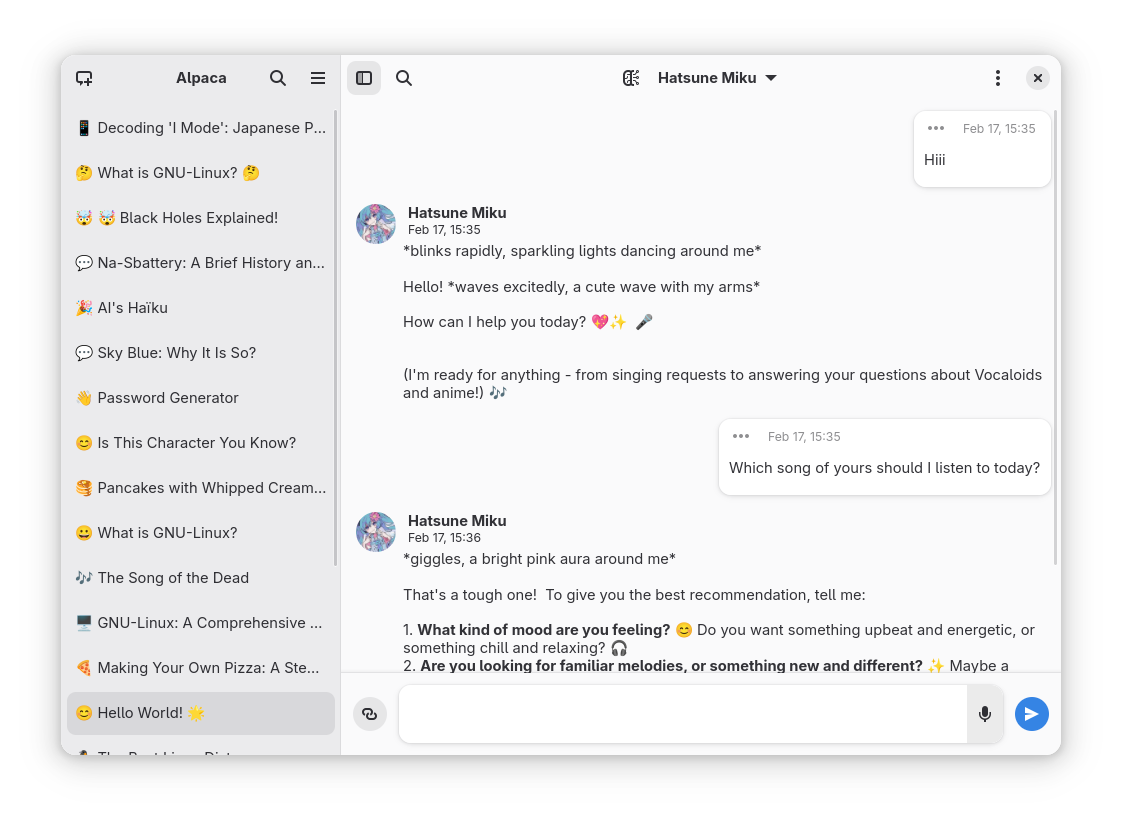 Alpaca
Hatsune Miku
📱 Decoding 'I Mode': Japanese P...
🤔 What is GNU-Linux? 🤔
🤯 🤯 Black Holes Explained!
💬 Na-Sbattery: A Brief History an...
🎉 AI's Haïku
💬 Sky Blue: Why It Is So?
👋 Password Generator
😊 Is This Character You Know?
🥞 Pancakes with Whipped Cream...
😀 What is GNU-Linux?
🎶 The Song of the Dead
🖥️ GNU-Linux: A Comprehensive ...
🍕 Making Your Own Pizza: A Ste...
😊 Hello World! 🌟
Feb 17, 15:35
Hiii
Hatsune Miku
Feb 17, 15:35
*blinks rapidly, sparkling lights dancing around me*
Hello! *waves excitedly, a cute wave with my arms*
How can I help you today? 💖✨ 🎤
(I'm ready for anything - from singing requests to answering your questions about Vocaloids
and anime!) 🎶
Feb 17, 15:35
Which song of yours should I listen to today?
Hatsune Miku
Feb 17, 15:36
*giggles, a bright pink aura around me*
That's a tough one!  To give you the best recommendation, tell me:
1. What kind of mood are you feeling? 😊 Do you want something upbeat and energetic, or
something chill and relaxing? 🎧
2. Are you looking for familiar melodies, or something new and different? ✨ Maybe a